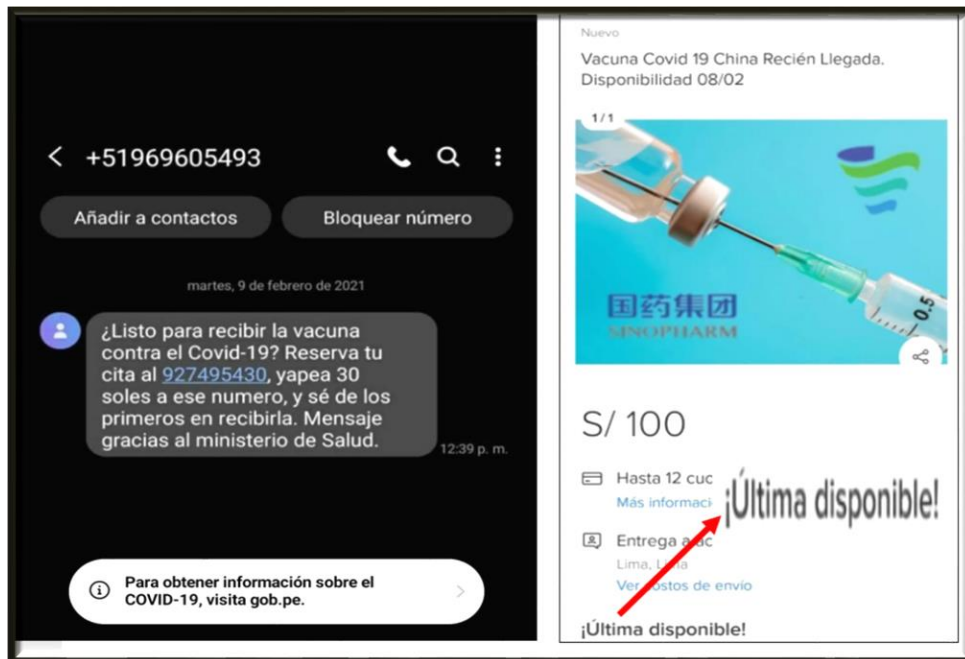 +51969605493
Añadir a contactos
Bloquear número
martes, 9 de febrero de 2021
¿Listo para recibir la vacuna
contra el Covid-19? Reserva tu
cita al 927495430, yapea 30
soles a ese numero, y sé de los
primeros en recibirla. Mensaje
gracias al ministerio de Salud.
12:39 p. m.
Para obtener información sobre el
COVID-19, visita gob.pe.
Nuevo
Vacuna Covid 19 China Recién Llegada.
Disponibilidad 08/02
1/1
国药集团
SINOPHARM
0.5
S/ 100
Hasta 12 cuc
Más informaci
¡Última disponible!
Entrega a ac
Lima, Lima
Ver costos de envío
¡Última disponible!